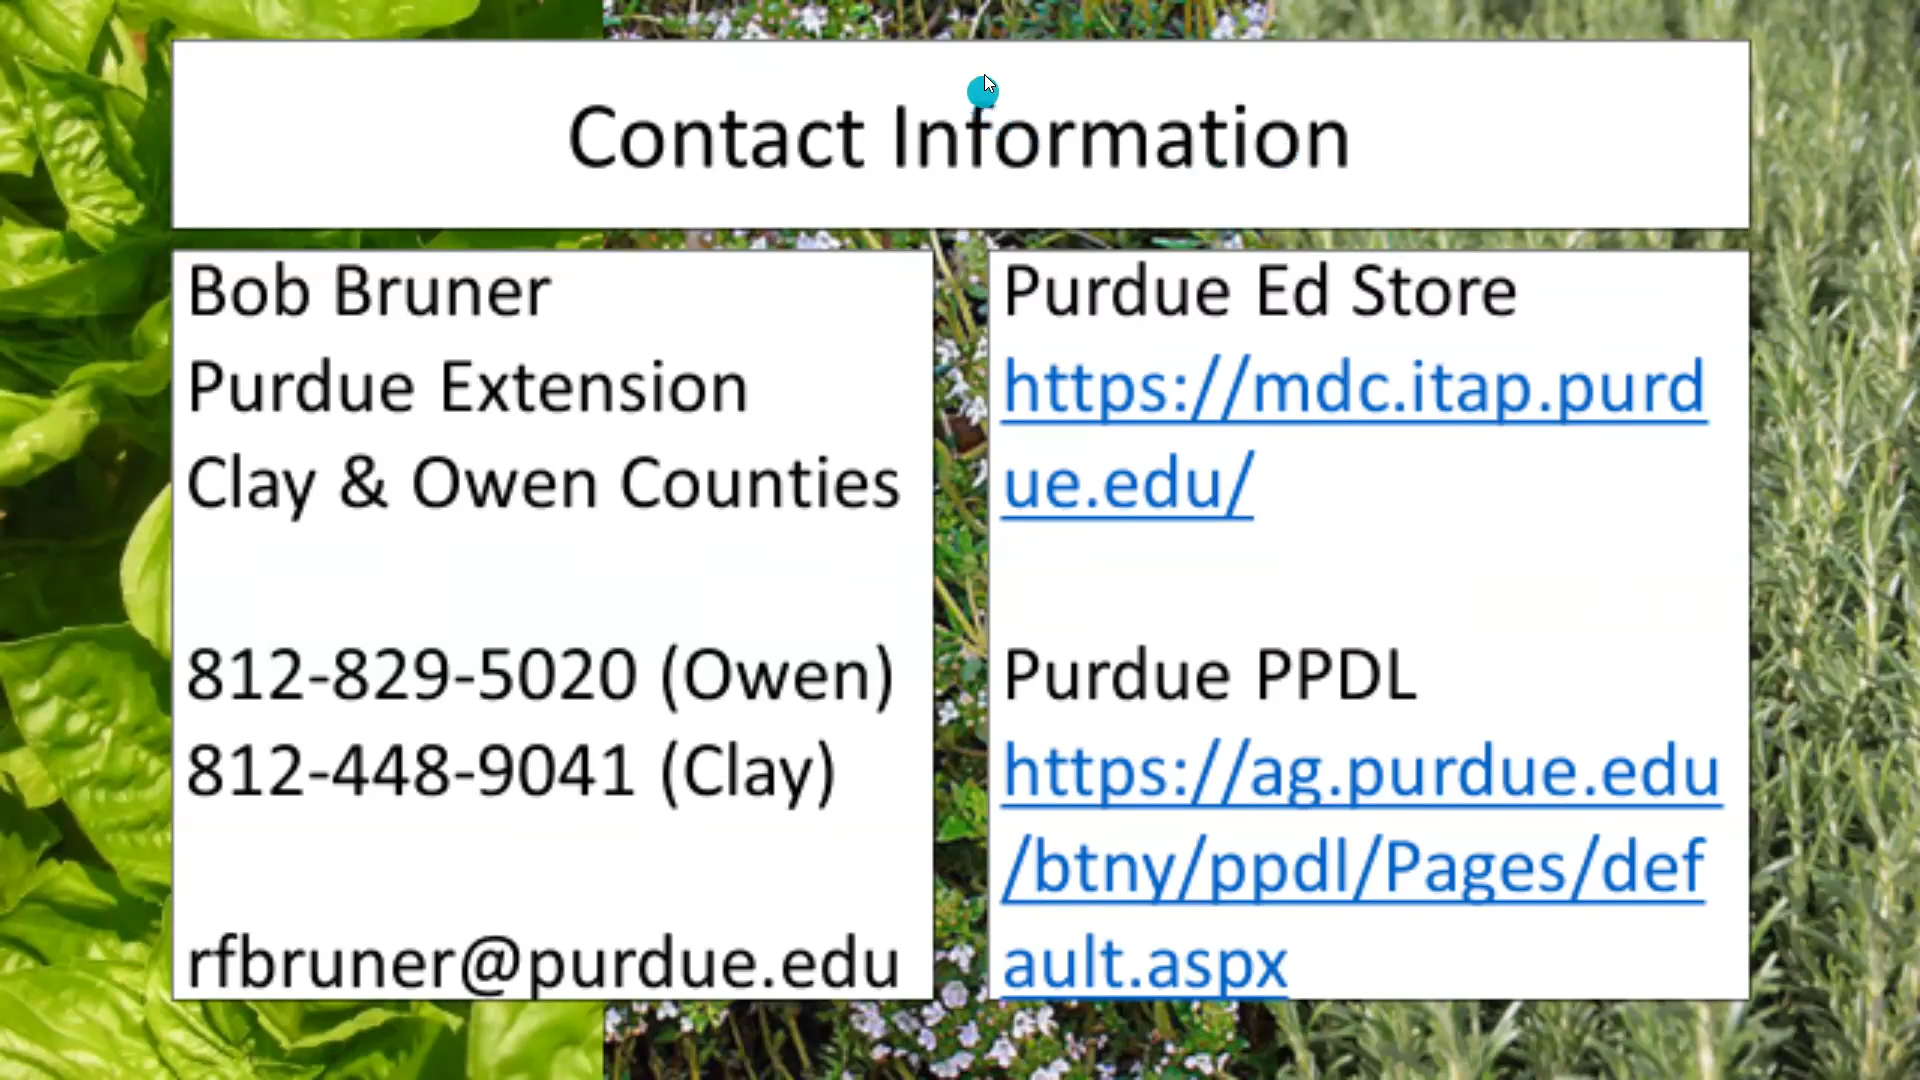 Contact Information
Bob Bruner
Purdue Extension
Clay & Owen Counties
812-829-5020 (Owen)
812-448-9041 (Clay)
rfbruner@purdue.edu
Purdue Ed Store
https://mdc.itap.purd
ue.edu/
Purdue PPDL
https://ag.purdue.edu
/btny/ppdl/Pages/def
ault.aspx